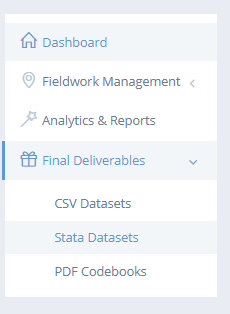 Dashboard
Fieldwork Management
Analytics & Reports
Final Deliverables
CSV Datasets
Stata Datasets
PDF Codebooks